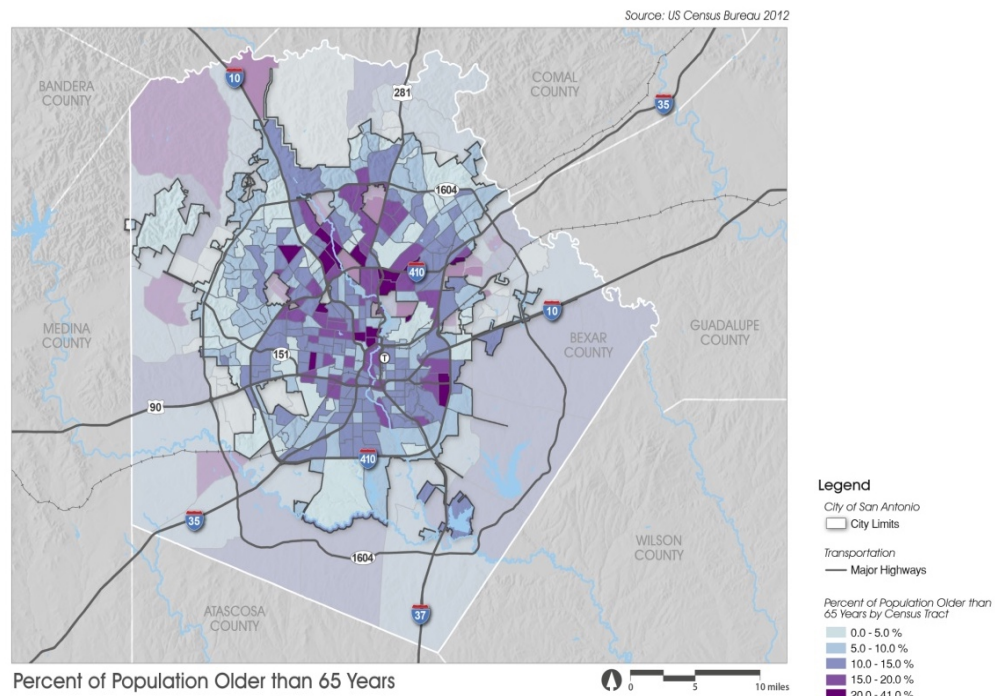 Source: US Census Bureau 2012
BANDERA
COUNTY
10
281
COMAL
COUNTY
35
1604
410
10
MEDINA
COUNTY
151
T
BEXAR
COUNTY
GUADALUPE
COUNTY
90
410
35
1604
WILSON
COUNTY
ATASCOSA
COUNTY
37
Legend
City of San Antonio
City Limits
Transportation
Major Highways
Percent of Population Older than
65 Years by Census Tract
0.0 - 5.0 %
5.0 - 10.0 %
10.0 - 15.0 %
15.0 - 20.0 %
20.0 - 41.0 %
Percent of Population Older than 65 Years
0 5 10 miles